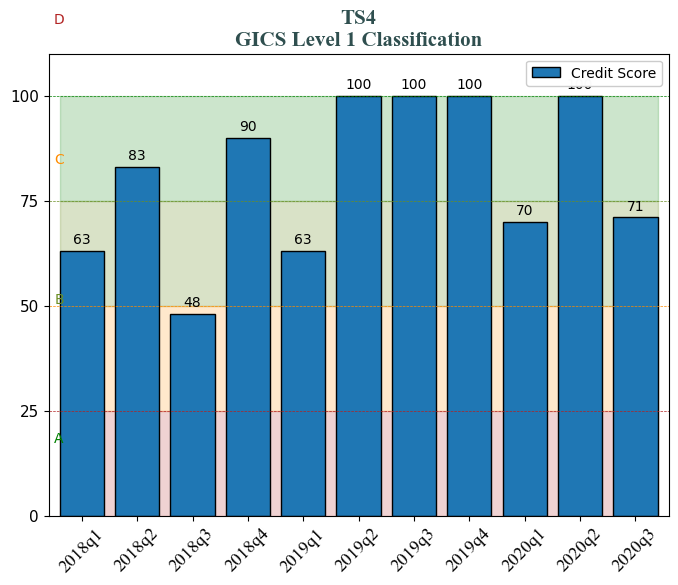 D
TS4
GICS Level 1 Classification
Credit Score
100
75
50
25
0
C
B
A
63
83
48
90
63
100
100
100
70
100
71
2018q1
2018q2
2018q3
2018q4
2019q1
2019q2
2019q3
2019q4
2020q1
2020q2
2020q3